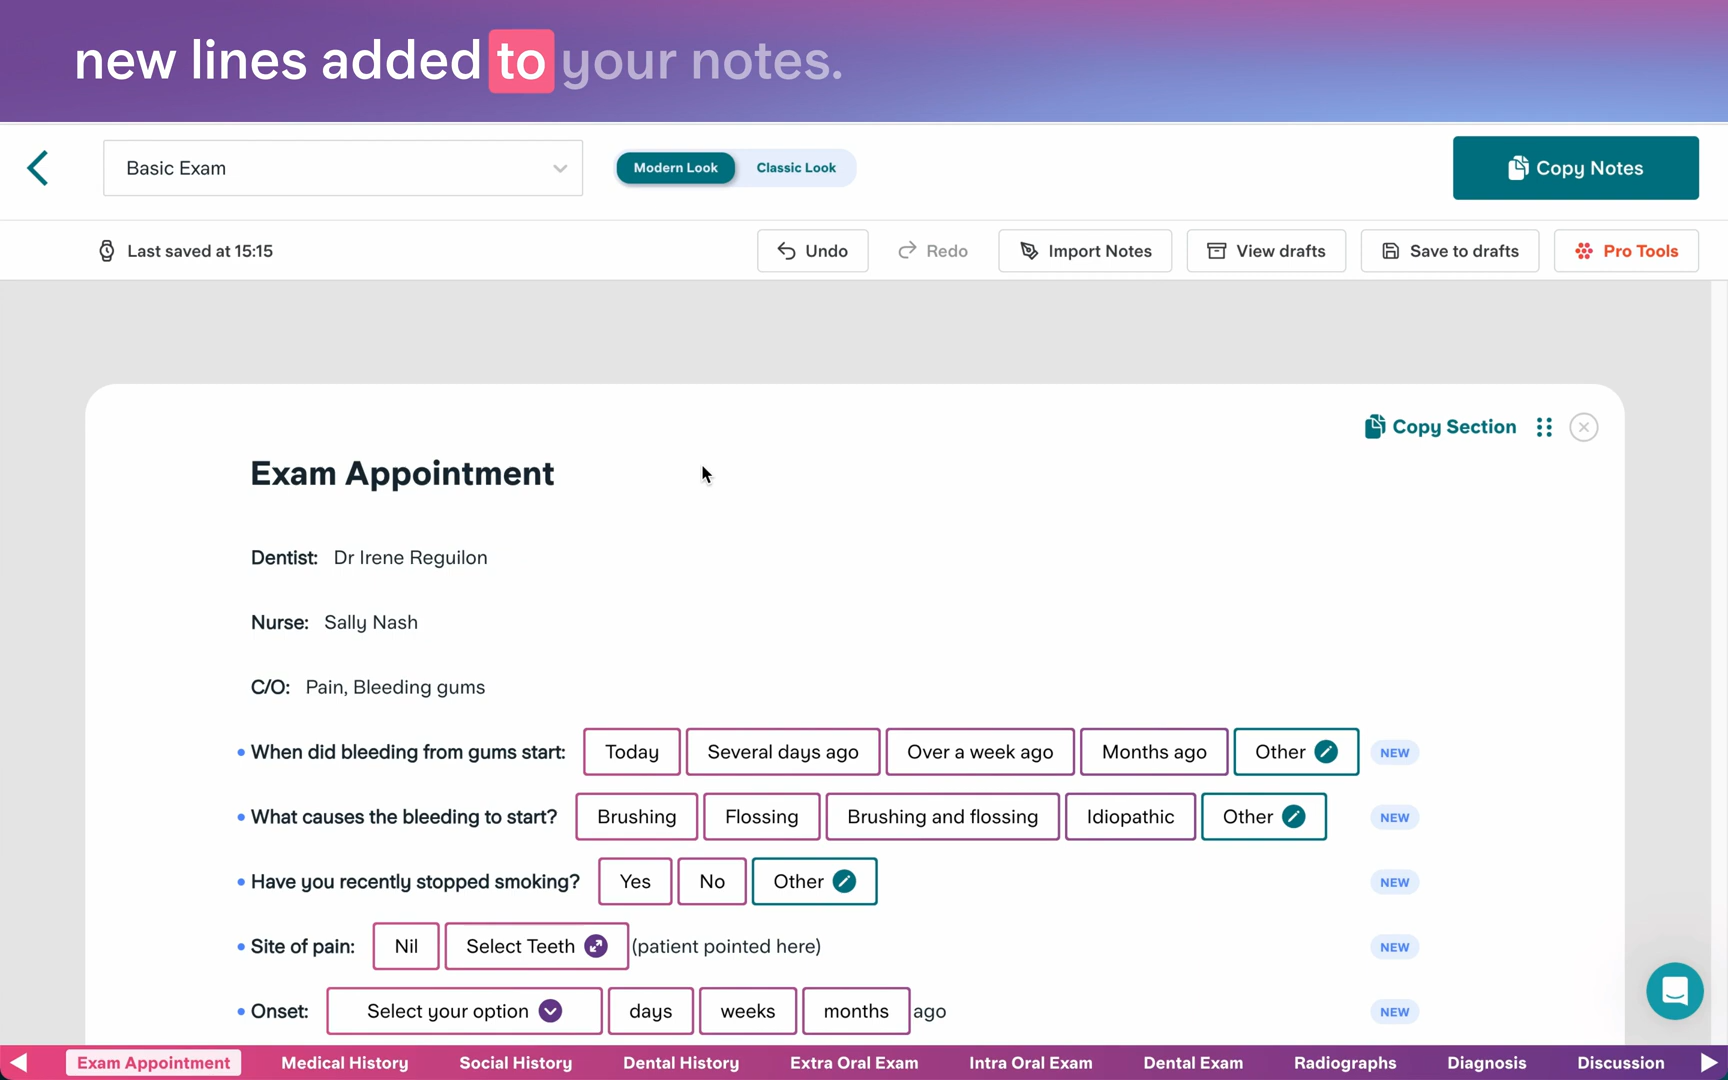 new lines added to your notes.
Basic Exam
Modern Look Classic Look
Copy Notes
Last saved at 15:15
Undo Redo Import Notes View drafts Save to drafts Pro Tools
Copy Section
Exam Appointment
Dentist: Dr Irene Reguilon
Nurse: Sally Nash
C/O: Pain, Bleeding gums
• When did bleeding from gums start: Today Several days ago Over a week ago Months ago Other NEW
• What causes the bleeding to start? Brushing Flossing Brushing and flossing Idiopathic Other NEW
• Have you recently stopped smoking? Yes No Other NEW
• Site of pain: Nil Select Teeth (patient pointed here) NEW
• Onset: Select your option days weeks months ago NEW
Exam Appointment Medical History Social History Dental History Extra Oral Exam Intra Oral Exam Dental Exam Radiographs Diagnosis Discussion